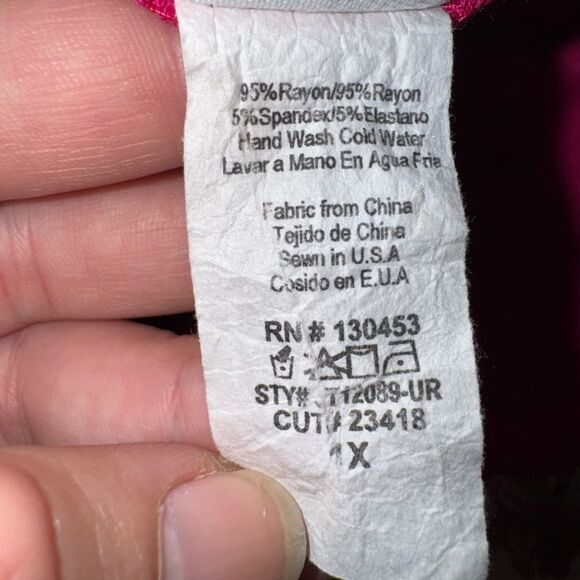 95%Rayon/95%Rayon
5%Spandex/5%Elastano
Hand Wash Cold Water
Lavar a Mano En Agua Fria
Fabric from China
Tejido de China
Sewn in U.S.A
Cosido en E.U.A
RN # 130453
STY#
CUT# 23418
1X